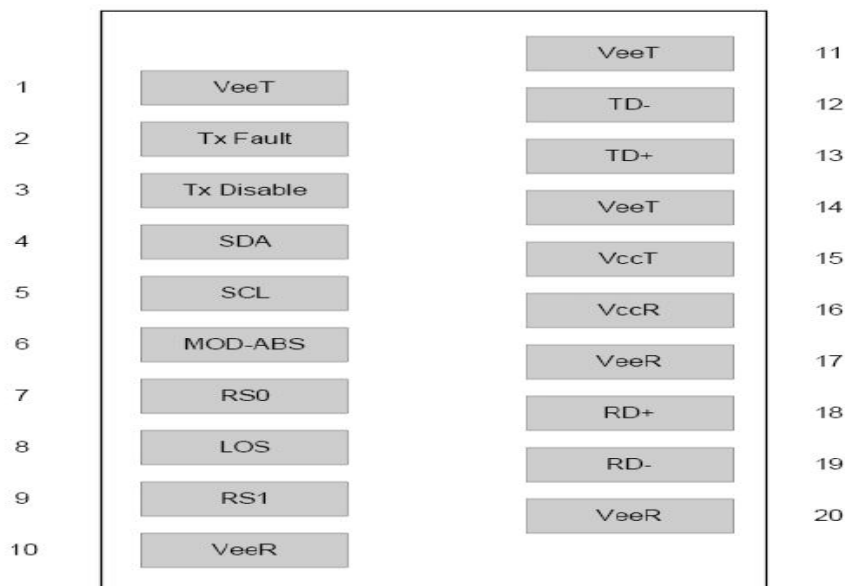 VeeT 11
1 VeeT
TD- 12
2 Tx Fault
TD+ 13
3 Tx Disable
VeeT 14
4 SDA
VccT 15
5 SCL
VccR 16
6 MOD-ABS
VeeR 17
7 RS0
RD+ 18
8 LOS
RD- 19
9 RS1
VeeR 20
10 VeeR